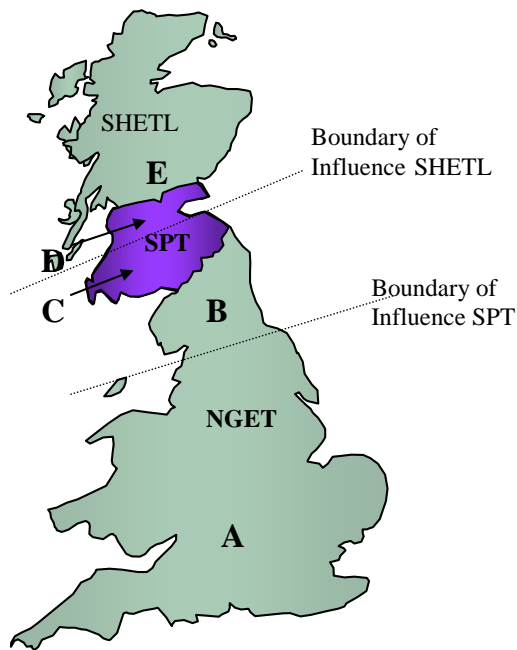 SHETL
Boundary of
Influence SHETL
E
SPT
D
C
B
Boundary of
Influence SPT
NGET
A